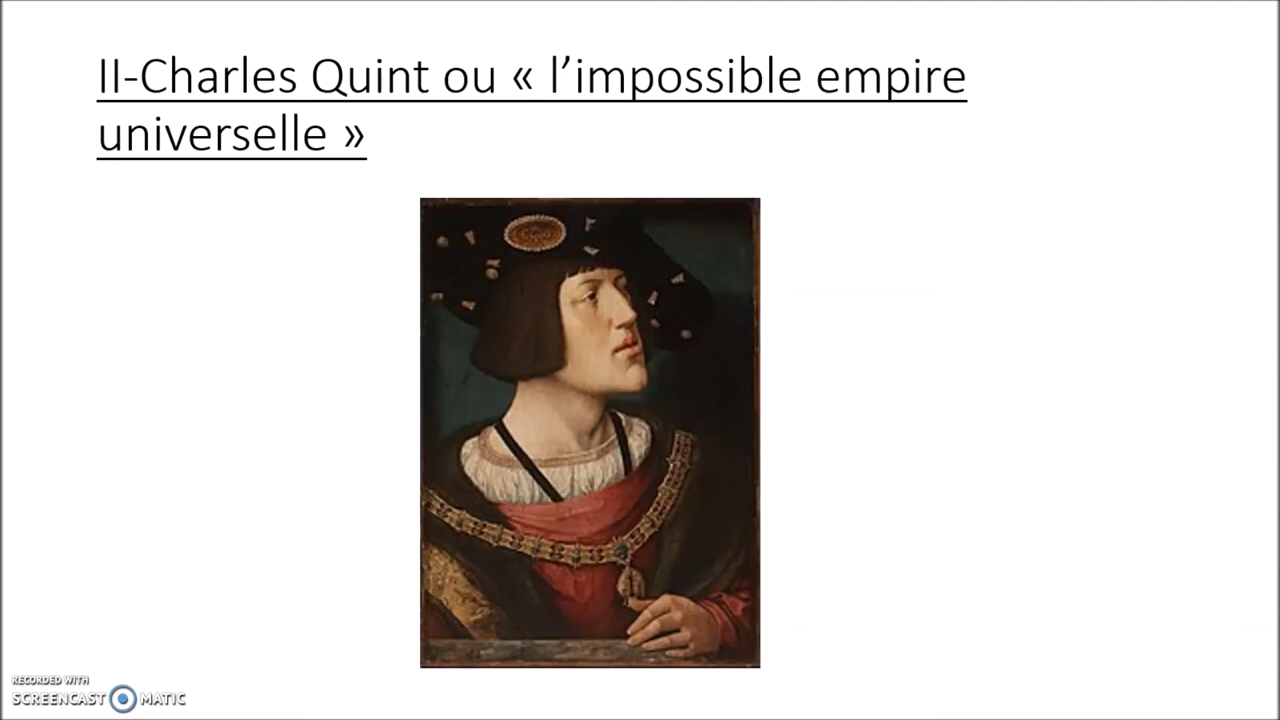 II-Charles Quint ou « l’impossible empire
universelle »
RECORDED WITH
SCREENCAST MATIC